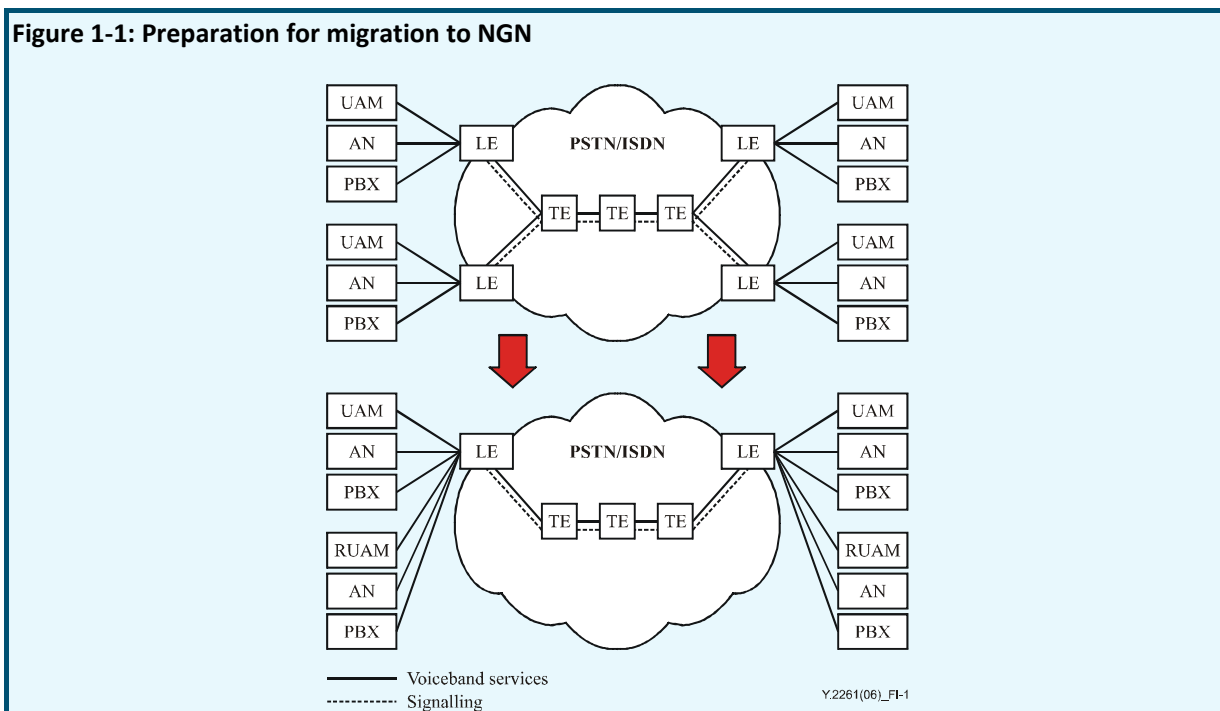 Figure 1-1: Preparation for migration to NGN
UAM UAM
AN LE PSTN/ISDN LE AN
PBX PBX
TE TE TE
UAM UAM
AN LE LE AN
PBX PBX
UAM UAM
AN LE PSTN/ISDN LE AN
PBX PBX
TE TE TE
RUAM RUAM
AN AN
PBX PBX
Voiceband services
Signalling Y.2261(06)_FI-1